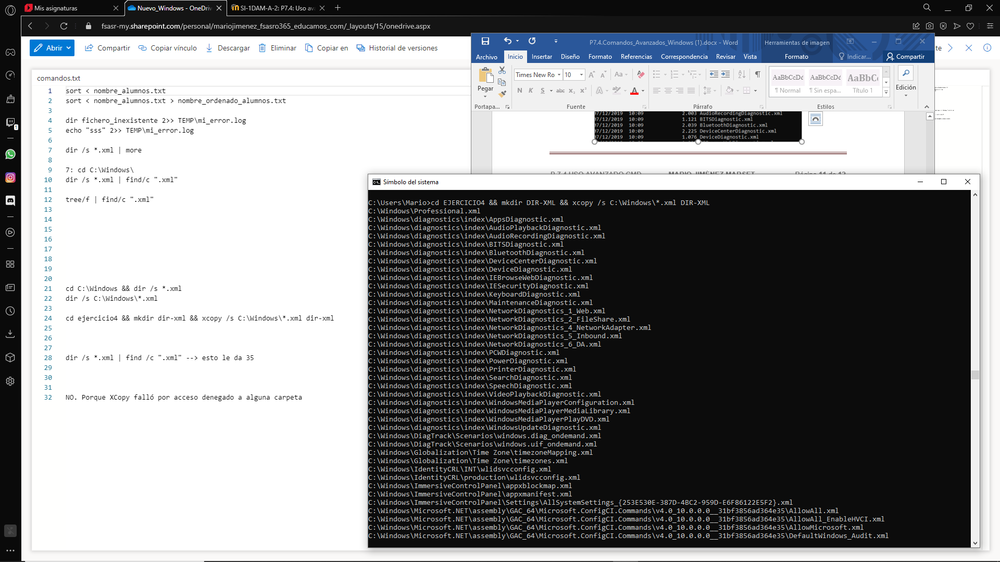 Mis asignaturas
Nuevo_Windows - OneDriv
SI-1DAM-A-2: P7.4: Uso av
fsasr-my.sharepoint.com/personal/mariojimenez_fsasro365_educamos_com/_layouts/15/onedrive.aspx
Abrir
Compartir
Copiar vínculo
Descargar
Eliminar
Copiar en
Historial de versiones
te
comandos.txt
1 sort < nombre_alumnos.txt
2 sort < nombre_alumnos.txt > nombre_ordenado_alumnos.txt
3
4 dir fichero_inexistente 2>> TEMP\mi_error.log
5 echo "sss" 2>> TEMP\mi_error.log
6
7 dir /s *.xml | more
8
9 7: cd C:\Windows\
10 dir /s *.xml | find/c ".xml"
11
12 tree/f | find/c ".xml"
13
14
15
16
17
18
19
20
21 cd C:\Windows && dir /s *.xml
22 dir /s C:\Windows\*.xml
23
24 cd ejercicio4 && mkdir dir-xml && xcopy /s C:\Windows\*.xml dir-xml
25
26
27
28 dir /s *.xml | find /c ".xml" --> esto le da 35
29
30
31
32 NO. Porque XCopy falló por acceso denegado a alguna carpeta
1
P7.4.Comandos_Avanzados_Windows (1).docx - Word
Herramientas de imagen
Archivo
Inicio
Insertar
Diseño
Formato
Referencias
Correspondencia
Revisar
Vista
Formato
Indicar...
Compartir
Pegar
Times New Ro
10
Aa
N K S abc x₂ x²
A
AaBbCcDd
AaBbCcDd
AaBbC
¶ Normal
¶ Sin espa...
Título 1
Edición
Portapa...
Fuente
Párrafo
Estilos
07/12/2019 10:09 2.003 AudioRecordingDiagnostic.xml
07/12/2019 10:09 1.121 BITSDiagnostic.xml
07/12/2019 10:09 2.039 BluetoothDiagnostic.xml
07/12/2019 10:09 2.225 DeviceCenterDiagnostic.xml
07/12/2019 10:09 1.076 DeviceDiagnostic.xml
P.7.4 USO AVANZADO CMD MARIO JIMÉNEZ MARSET Página 11 de 12
Símbolo del sistema
C:\Users\Mario>cd EJERCICIO4 && mkdir DIR-XML && xcopy /s C:\Windows\*.xml DIR-XML
C:\Windows\Professional.xml
C:\Windows\diagnostics\index\AppsDiagnostic.xml
C:\Windows\diagnostics\index\AudioPlaybackDiagnostic.xml
C:\Windows\diagnostics\index\AudioRecordingDiagnostic.xml
C:\Windows\diagnostics\index\BITSDiagnostic.xml
C:\Windows\diagnostics\index\BluetoothDiagnostic.xml
C:\Windows\diagnostics\index\DeviceCenterDiagnostic.xml
C:\Windows\diagnostics\index\DeviceDiagnostic.xml
C:\Windows\diagnostics\index\IEBrowseWebDiagnostic.xml
C:\Windows\diagnostics\index\IESecurityDiagnostic.xml
C:\Windows\diagnostics\index\KeyboardDiagnostic.xml
C:\Windows\diagnostics\index\MaintenanceDiagnostic.xml
C:\Windows\diagnostics\index\NetworkDiagnostics_1_Web.xml
C:\Windows\diagnostics\index\NetworkDiagnostics_2_FileShare.xml
C:\Windows\diagnostics\index\NetworkDiagnostics_4_NetworkAdapter.xml
C:\Windows\diagnostics\index\NetworkDiagnostics_5_Inbound.xml
C:\Windows\diagnostics\index\NetworkDiagnostics_6_DA.xml
C:\Windows\diagnostics\index\PCWDiagnostic.xml
C:\Windows\diagnostics\index\PowerDiagnostic.xml
C:\Windows\diagnostics\index\PrinterDiagnostic.xml
C:\Windows\diagnostics\index\SearchDiagnostic.xml
C:\Windows\diagnostics\index\SpeechDiagnostic.xml
C:\Windows\diagnostics\index\VideoPlaybackDiagnostic.xml
C:\Windows\diagnostics\index\WindowsMediaPlayerConfiguration.xml
C:\Windows\diagnostics\index\WindowsMediaPlayerMediaLibrary.xml
C:\Windows\diagnostics\index\WindowsMediaPlayerPlayDVD.xml
C:\Windows\diagnostics\index\WindowsUpdateDiagnostic.xml
C:\Windows\DiagTrack\Scenarios\windows.diag_ondemand.xml
C:\Windows\DiagTrack\Scenarios\windows.uif_ondemand.xml
C:\Windows\Globalization\Time Zone\timezoneMapping.xml
C:\Windows\Globalization\Time Zone\timezones.xml
C:\Windows\IdentityCRL\INT\wlidsvcconfig.xml
C:\Windows\IdentityCRL\production\wlidsvcconfig.xml
C:\Windows\ImmersiveControlPanel\appxblockmap.xml
C:\Windows\ImmersiveControlPanel\appxmanifest.xml
C:\Windows\ImmersiveControlPanel\Settings\AllSystemSettings_{253E530E-387D-4BC2-959D-E6F86122E5F2}.xml
C:\Windows\Microsoft.NET\assembly\GAC_64\Microsoft.ConfigCI.Commands\v4.0_10.0.0.0__31bf3856ad364e35\AllowAll.xml
C:\Windows\Microsoft.NET\assembly\GAC_64\Microsoft.ConfigCI.Commands\v4.0_10.0.0.0__31bf3856ad364e35\AllowAll_EnableHVCI.xml
C:\Windows\Microsoft.NET\assembly\GAC_64\Microsoft.ConfigCI.Commands\v4.0_10.0.0.0__31bf3856ad364e35\AllowMicrosoft.xml
C:\Windows\Microsoft.NET\assembly\GAC_64\Microsoft.ConfigCI.Commands\v4.0_10.0.0.0__31bf3856ad364e35\DefaultWindows_Audit.xml